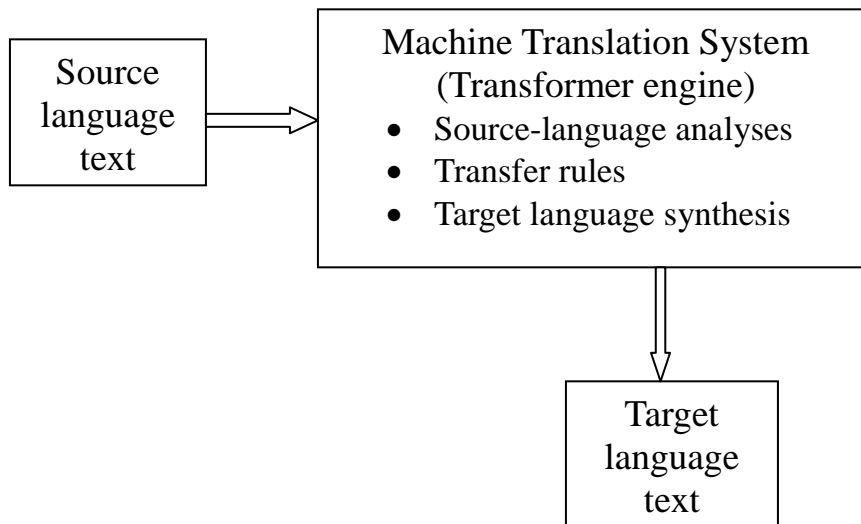 Source
language
text
Machine Translation System
(Transformer engine)
• Source-language analyses
• Transfer rules
• Target language synthesis
Target
language
text